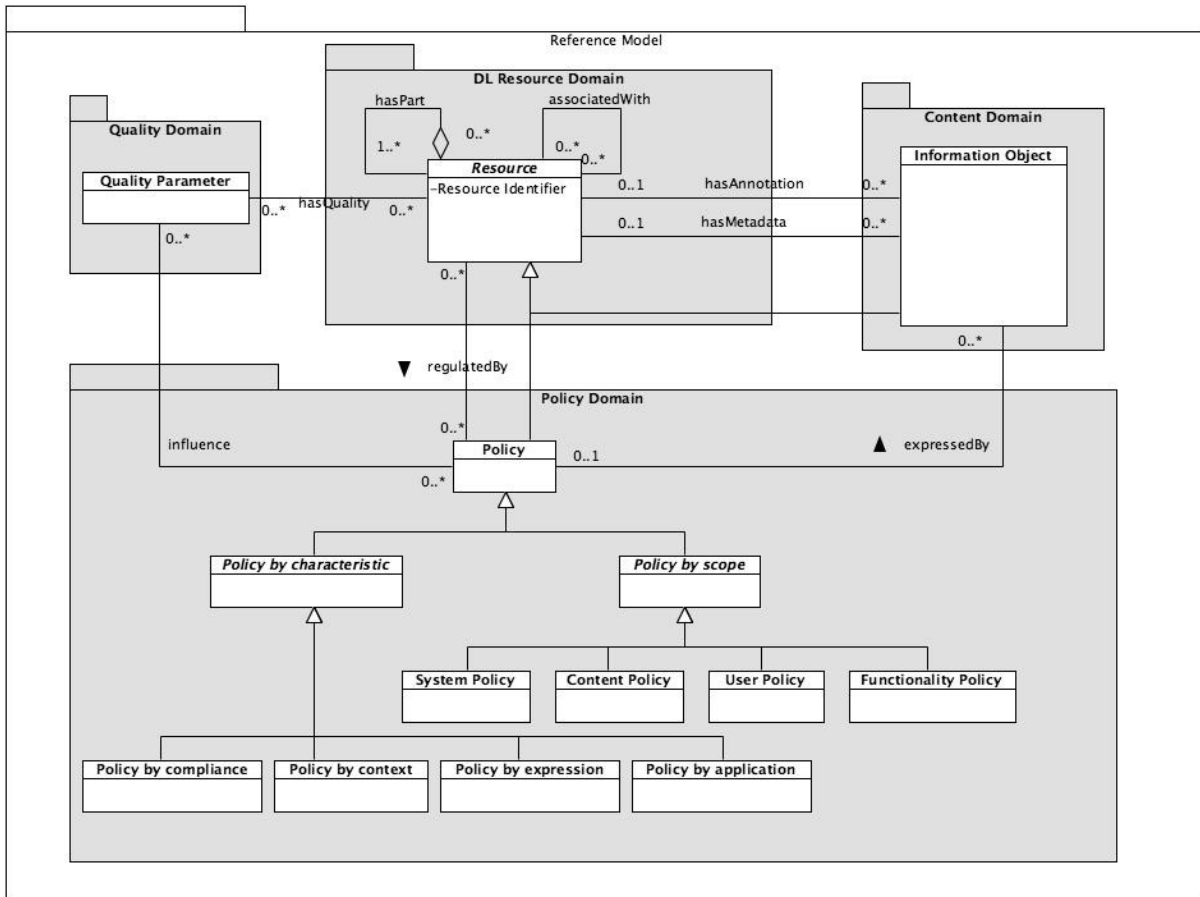 Reference Model
DL Resource Domain
hasPart
associatedWith
Content Domain
Quality Domain
0..*
1..*
0..*
0..*
Information Object
Resource
Quality Parameter
–Resource Identifier
0..1
hasAnnotation
0..*
0..*
hasQuality
0..*
0..1
hasMetadata
0..*
0..*
0..*
0..*
regulatedBy
Policy Domain
0..*
influence
Policy
0..1
expressedBy
0..*
Policy by characteristic
Policy by scope
System Policy
Content Policy
User Policy
Functionality Policy
Policy by compliance
Policy by context
Policy by expression
Policy by application